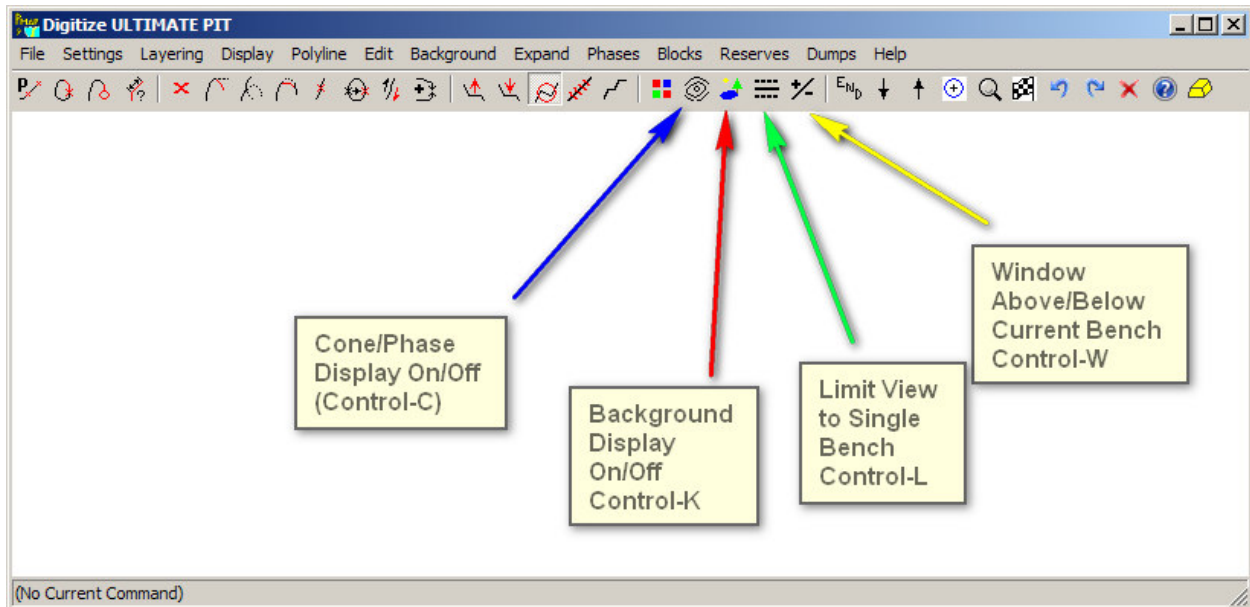 Digitize ULTIMATE PIT
File Settings Layering Display Polyline Edit Background Expand Phases Blocks Reserves Dumps Help
P
END
Cone/Phase
Display On/Off
(Control-C)
Background
Display
On/Off
Control-K
Limit View
to Single
Bench
Control-L
Window
Above/Below
Current Bench
Control-W
(No Current Command)